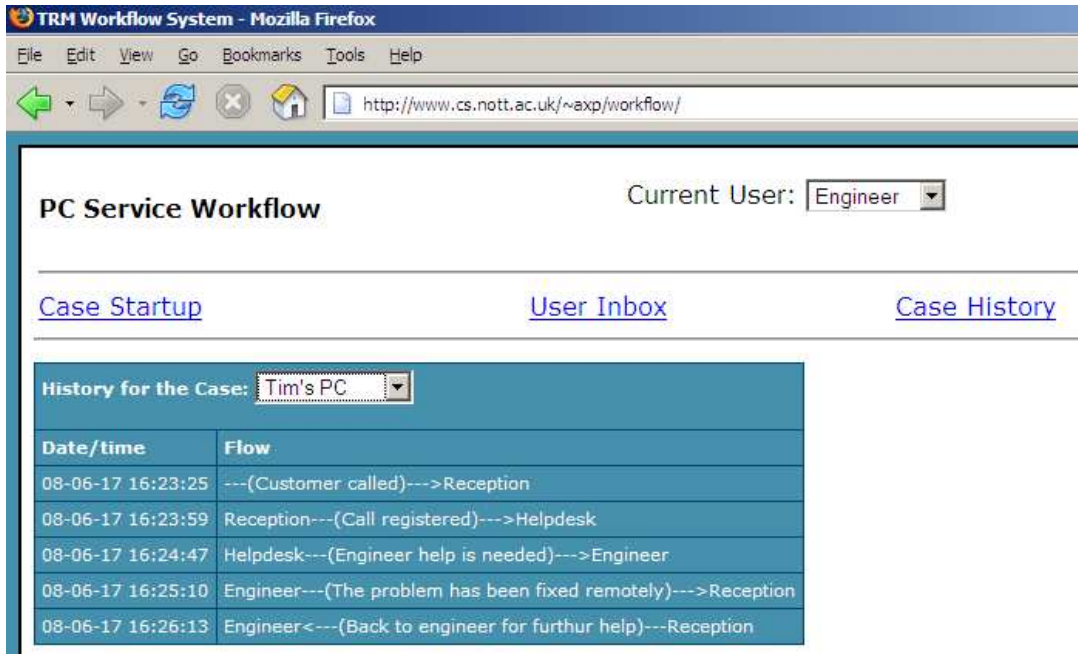 TRM Workflow System - Mozilla Firefox
File Edit View Go Bookmarks Tools Help
http://www.cs.nott.ac.uk/~axp/workflow/
PC Service Workflow
Current User: Engineer
Case Startup User Inbox Case History
History for the Case: Tim's PC
Date/time Flow
08-06-17 16:23:25 ---(Customer called)--->Reception
08-06-17 16:23:59 Reception---(Call registered)--->Helpdesk
08-06-17 16:24:47 Helpdesk---(Engineer help is needed)--->Engineer
08-06-17 16:25:10 Engineer---(The problem has been fixed remotely)--->Reception
08-06-17 16:26:13 Engineer<---(Back to engineer for furthur help)---Reception